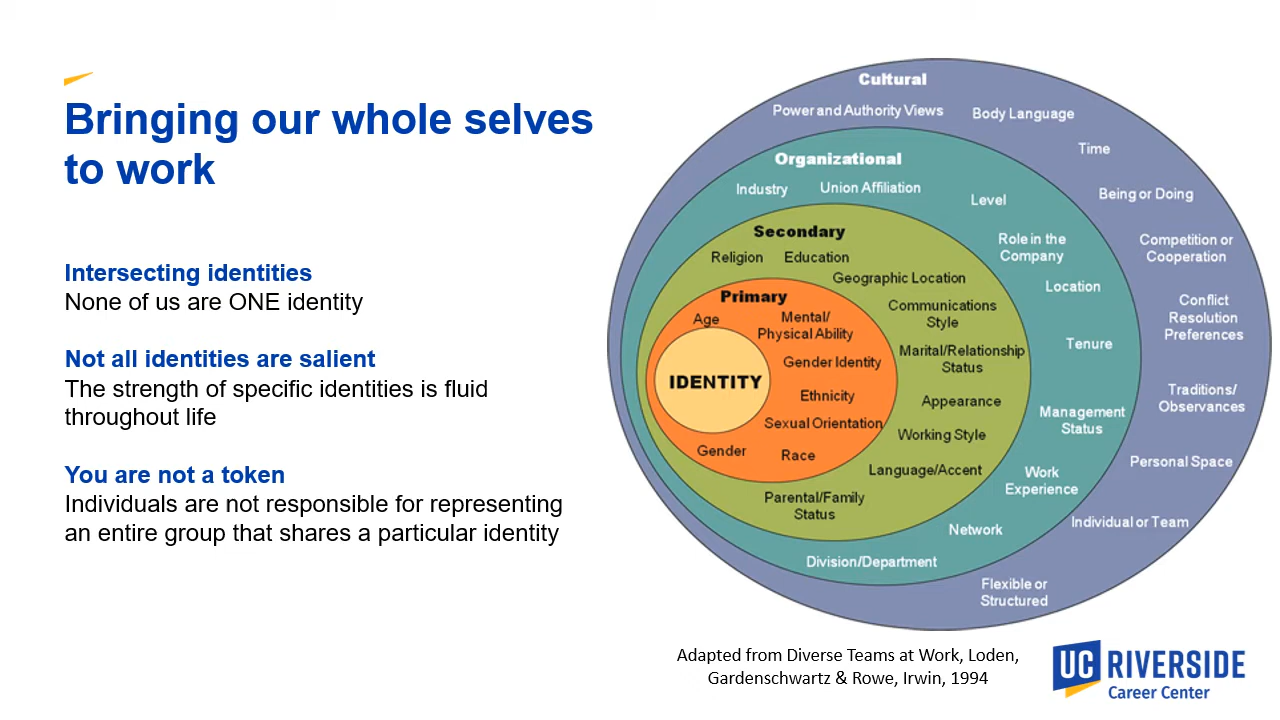 Bringing our whole selves
to work
Intersecting identities
None of us are ONE identity
Not all identities are salient
The strength of specific identities is fluid
throughout life
You are not a token
Individuals are not responsible for representing
an entire group that shares a particular identity
Cultural
Power and Authority Views
Body Language
Time
Being or Doing
Competition or
Cooperation
Conflict
Resolution
Preferences
Traditions/
Observances
Personal Space
Individual or Team
Flexible or
Structured
Organizational
Industry
Union Affiliation
Level
Role in the
Company
Location
Tenure
Management
Status
Work
Experience
Network
Division/Department
Secondary
Religion
Education
Geographic Location
Communications
Style
Marital/Relationship
Status
Appearance
Working Style
Language/Accent
Parental/Family
Status
Primary
Age
Mental/
Physical Ability
Gender Identity
Ethnicity
Sexual Orientation
Race
Gender
IDENTITY
Adapted from Diverse Teams at Work, Loden,
Gardenschwartz & Rowe, Irwin, 1994
UC RIVERSIDE
Career Center